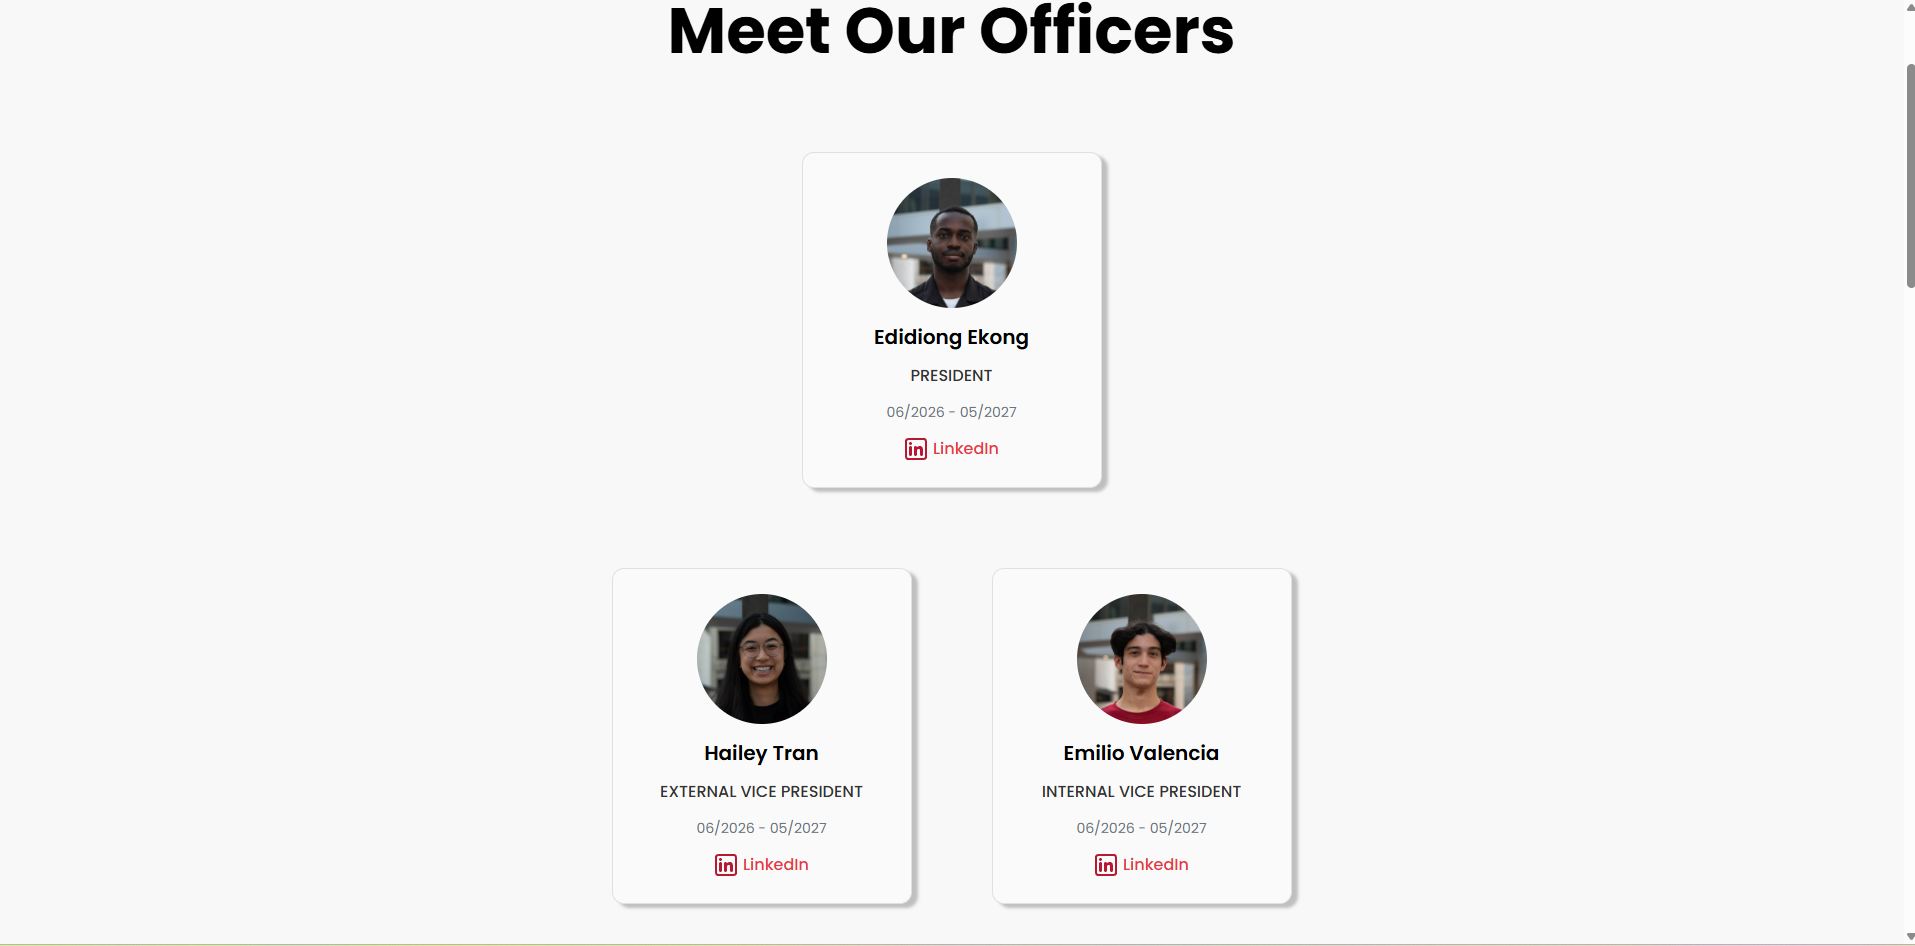 Meet Our Officers
Edidiong Ekong
PRESIDENT
06/2026 - 05/2027
LinkedIn
Hailey Tran
EXTERNAL VICE PRESIDENT
06/2026 - 05/2027
LinkedIn
Emilio Valencia
INTERNAL VICE PRESIDENT
06/2026 - 05/2027
LinkedIn